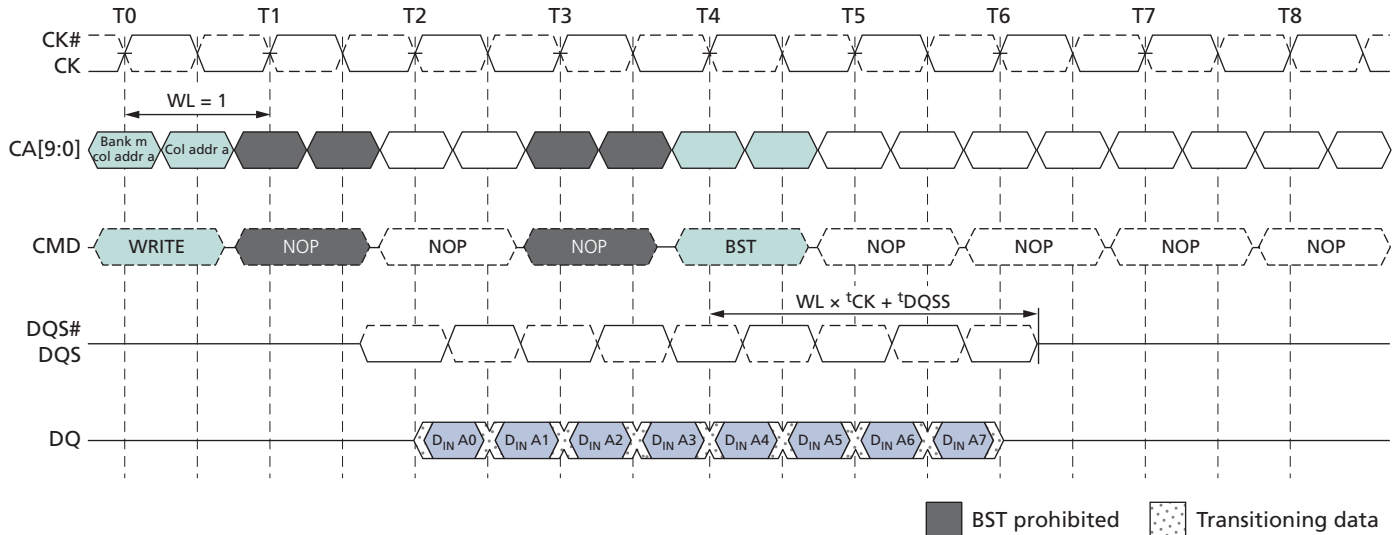 T0 T1 T2 T3 T4 T5 T6 T7 T8
CK#
CK
WL = 1
CA[9:0] Bank m col addr a Col addr a
CMD WRITE NOP NOP NOP BST NOP NOP NOP NOP
WL × tCK + tDQSS
DQS#
DQS
DQ DIN A0 DIN A1 DIN A2 DIN A3 DIN A4 DIN A5 DIN A6 DIN A7
BST prohibited Transitioning data